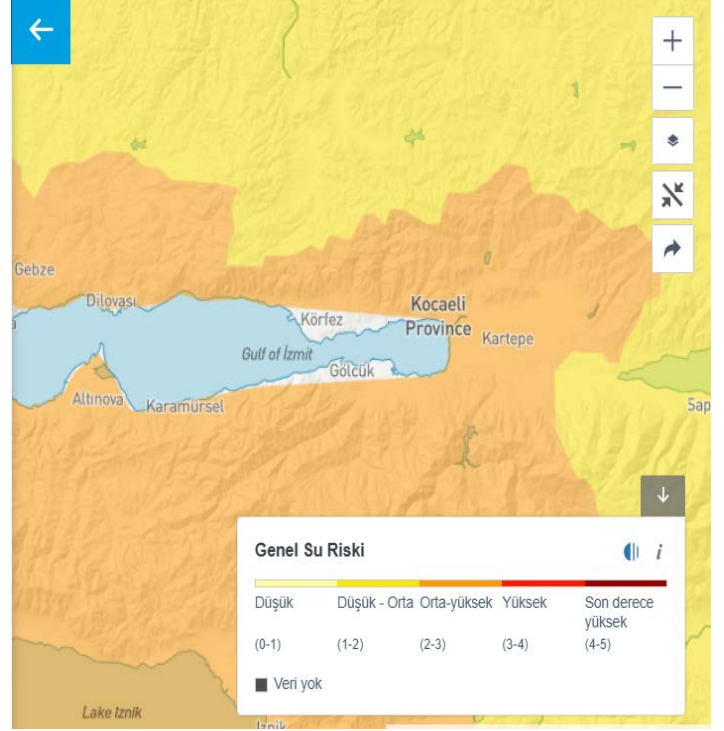 Gebze
Dilovası
Körfez
Kocaeli
Province
Kartepe
Gulf of İzmit
Gölcük
Altınova
Karamürsel
Sap
Genel Su Riski
i
Düşük
Düşük - Orta
Orta-yüksek
Yüksek
Son derece
yüksek
(0-1)
(1-2)
(2-3)
(3-4)
(4-5)
Veri yok
Lake Iznik
İznik